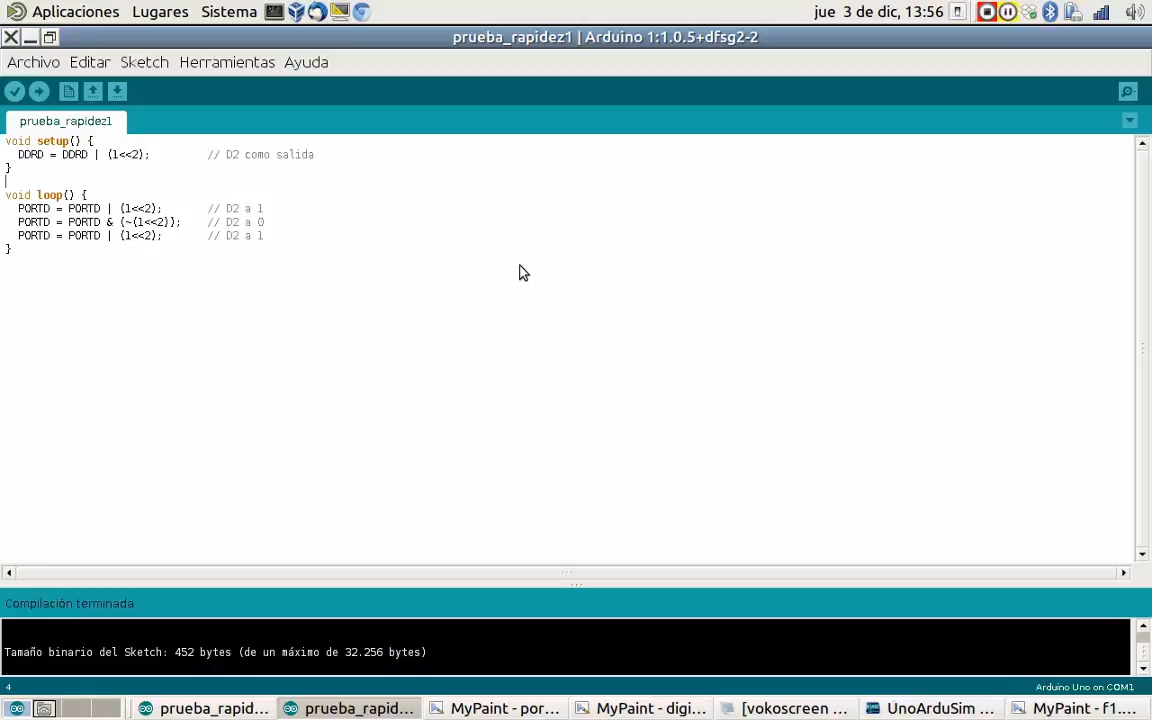 Aplicaciones Lugares Sistema jue 3 de dic, 13:56
prueba_rapidez1 | Arduino 1:1.0.5+dfsg2-2
Archivo Editar Sketch Herramientas Ayuda
prueba_rapidez1
void setup() {
DDRD = DDRD | (1<<2); // D2 como salida
}
void loop() {
PORTD = PORTD | (1<<2); // D2 a 1
PORTD = PORTD & (~(1<<2)); // D2 a 0
PORTD = PORTD | (1<<2); // D2 a 1
}
Compilación terminada
Tamaño binario del Sketch: 452 bytes (de un máximo de 32.256 bytes)
4 Arduino Uno on COM1
prueba_rapid... prueba_rapid... MyPaint - por... MyPaint - digi... [vokoscreen ... UnoArduSim ... MyPaint - f1....